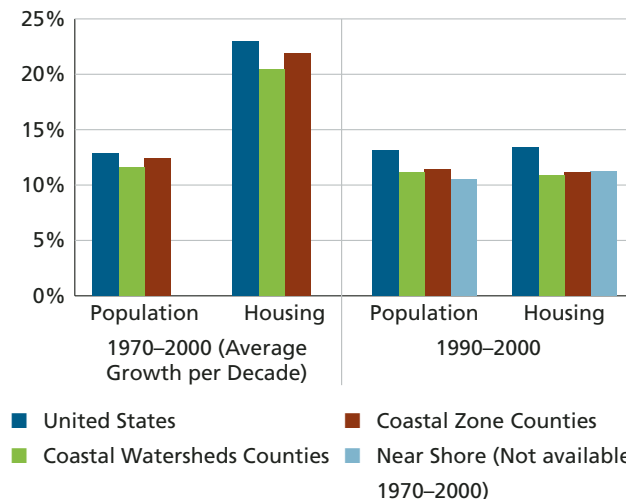 25%
20%
15%
10%
5%
0%
Population Housing Population Housing
1970–2000 (Average
Growth per Decade)
1990–2000
United States
Coastal Zone Counties
Coastal Watersheds Counties
Near Shore (Not available
1970–2000)